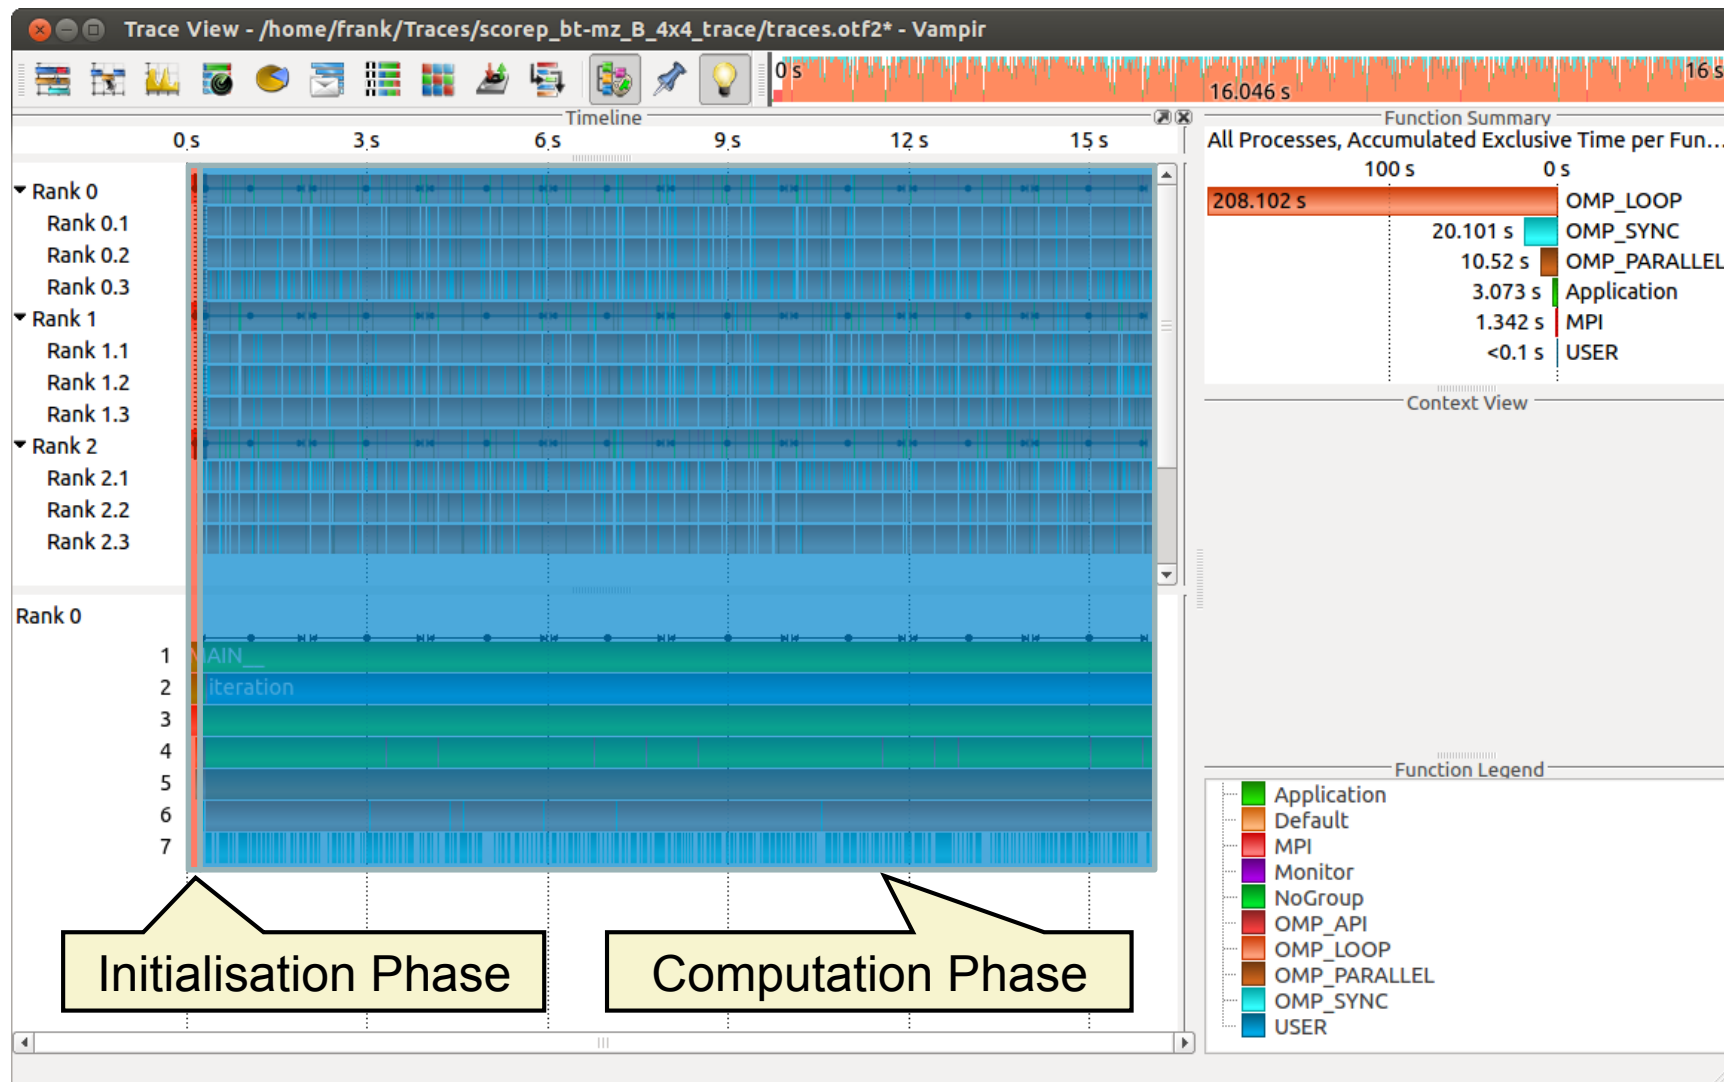 Trace View - /home/frank/Traces/scorep_bt-mz_B_4x4_trace/traces.otf2* - Vampir
0 s
16 s
16.046 s
Timeline
0 s 3 s 6 s 9 s 12 s 15 s
Rank 0
Rank 0.1
Rank 0.2
Rank 0.3
Rank 1
Rank 1.1
Rank 1.2
Rank 1.3
Rank 2
Rank 2.1
Rank 2.2
Rank 2.3
Rank 0
1 MAIN__
2 iteration
3
4
5
6
7
Initialisation Phase
Computation Phase
Function Summary
All Processes, Accumulated Exclusive Time per Fun...
100 s 0 s
208.102 s OMP_LOOP
20.101 s OMP_SYNC
10.52 s OMP_PARALLEL
3.073 s Application
1.342 s MPI
<0.1 s USER
Context View
Function Legend
Application
Default
MPI
Monitor
NoGroup
OMP_API
OMP_LOOP
OMP_PARALLEL
OMP_SYNC
USER